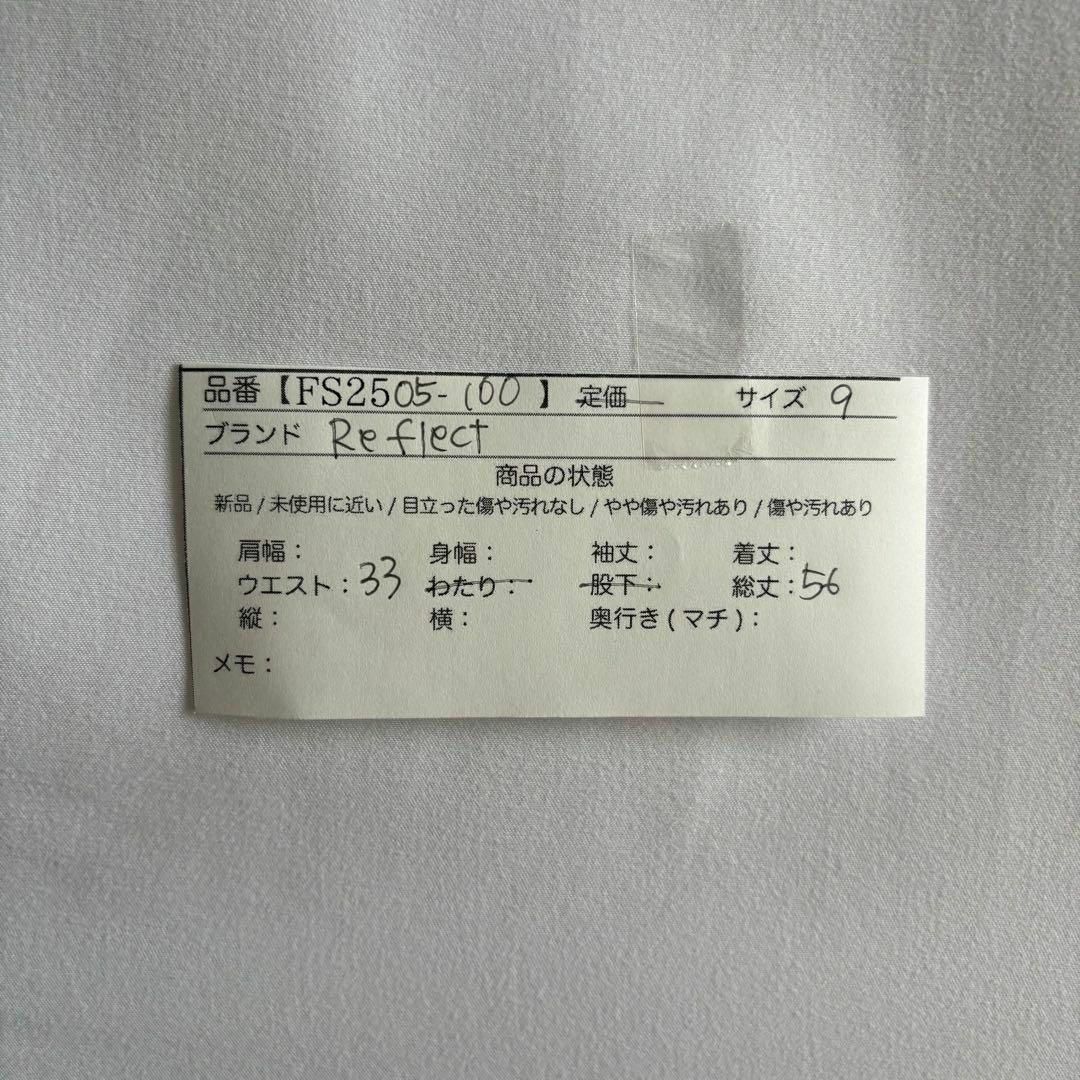 品番【FS2505-100】 定価 サイズ 9
ブランド Reflect
商品の状態
新品 / 未使用に近い / 目立った傷や汚れなし / やや傷や汚れあり / 傷や汚れあり
肩幅： 身幅： 袖丈： 着丈：
ウエスト：33 わたり： 股下： 総丈：56
縦： 横： 奥行き ( マチ )：
メモ：